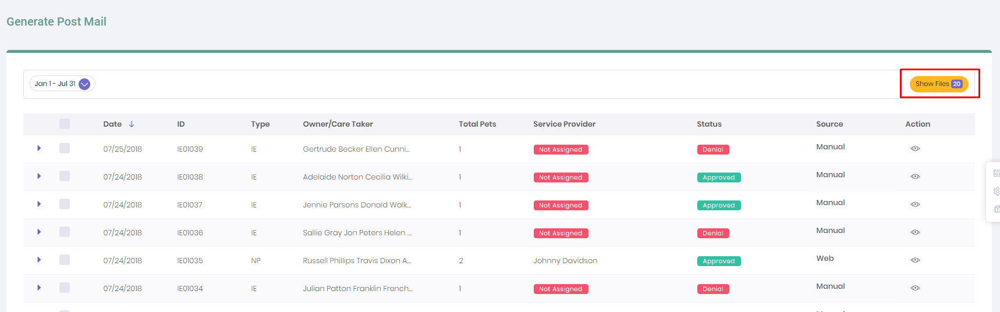 Generate Post Mail
Jan 1 - Jul 31
Show Files 20
Date ID Type Owner/Care Taker Total Pets Service Provider Status Source Action
07/25/2018 IE01039 IE Gertrude Becker Ellen Cunni... 1 Not Assigned Denial Manual
07/24/2018 IE01038 IE Adelaide Norton Cecilia Wilki... 1 Not Assigned Approved Manual
07/24/2018 IE01037 IE Jennie Parsons Donald Walk... 1 Not Assigned Approved Manual
07/24/2018 IE01036 IE Sallie Gray Jon Peters Helen ... 1 Not Assigned Denial Manual
07/24/2018 IE01035 NP Russell Phillips Travis Dixon A... 2 Johnny Davidson Approved Web
07/24/2018 IE01034 IE Julian Patton Franklin French... 1 Not Assigned Denial Manual